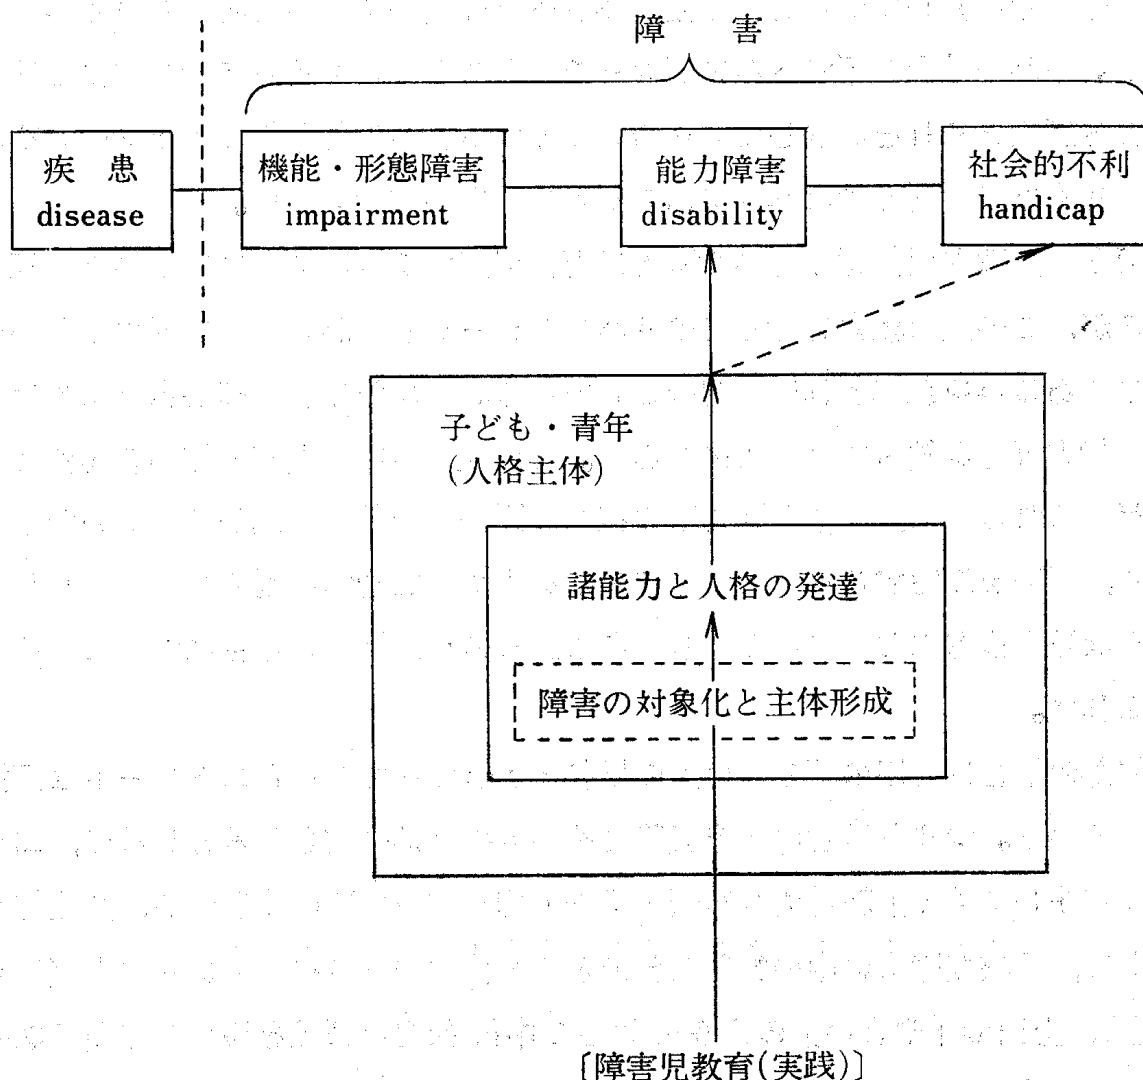 障 害
疾 患
disease
機能・形態障害
impairment
能力障害
disability
社会的不利
handicap
子ども・青年
(人格主体)
諸能力と人格の発達
障害の対象化と主体形成
〔障害児教育(実践)〕